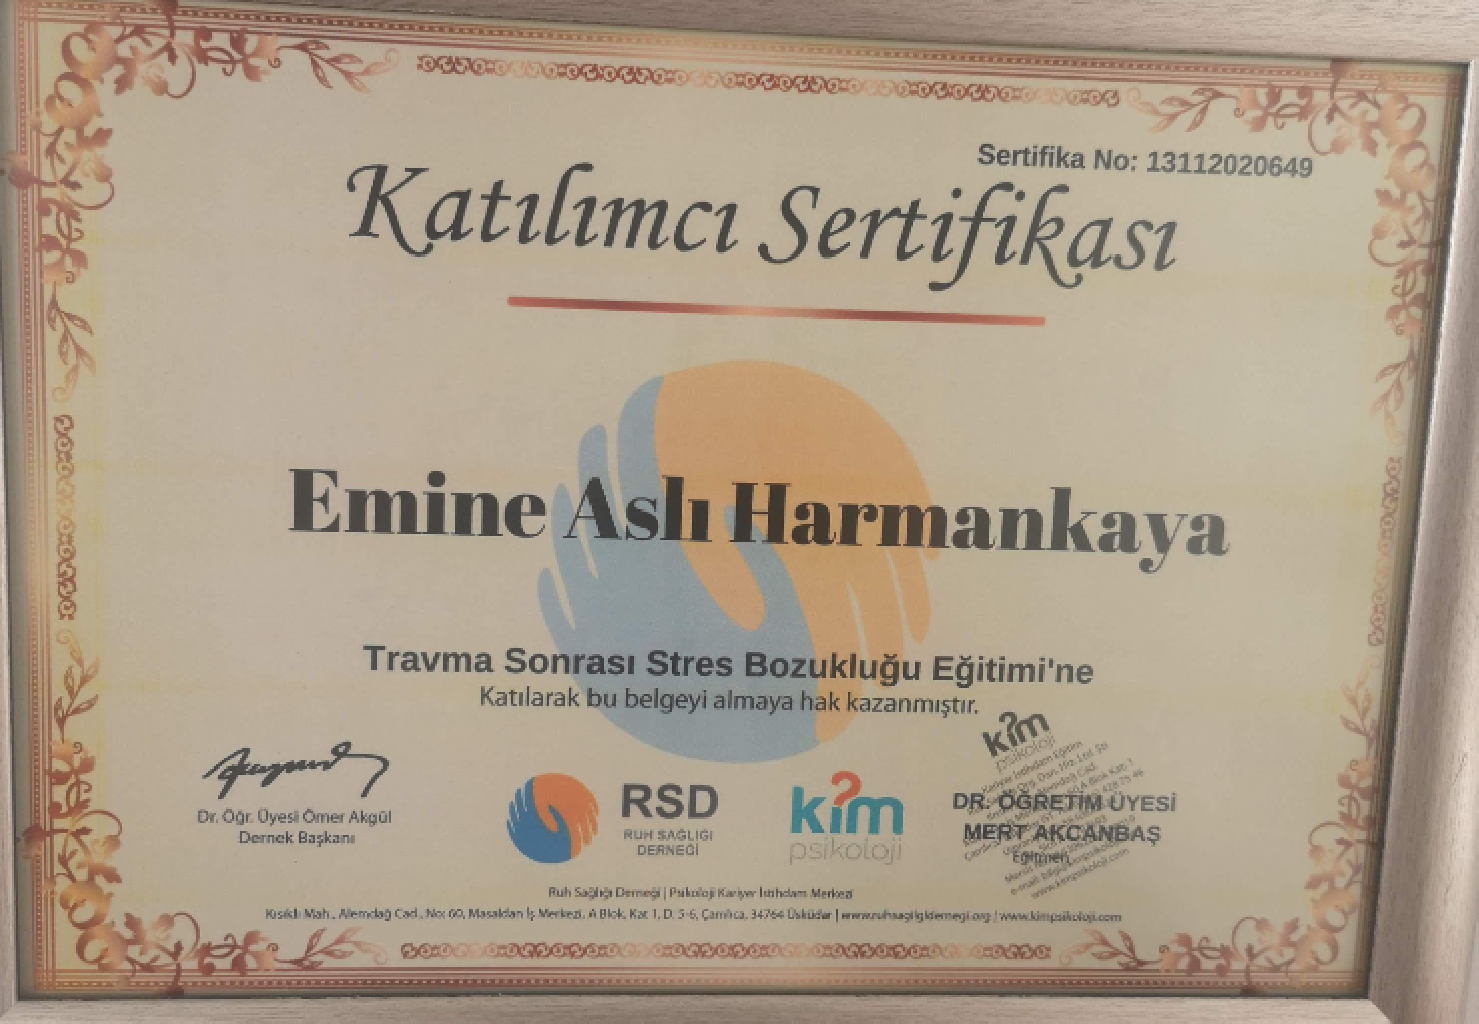 Sertifika No: 13112020649
Katılımcı Sertifikası
Emine Aslı Harmankaya
Travma Sonrası Stres Bozukluğu Eğitimi'ne
Katılarak bu belgeyi almaya hak kazanmıştır.
Dr. Öğr. Üyesi Ömer Akgül
Dernek Başkanı
RSD
RUH SAĞLIĞI
DERNEĞİ
kim
psikoloji
kim
psikoloji
DR. ÖĞRETİM ÜYESİ
MERT AKCANBAŞ
Eğitmen
www.kimpsikoloji.com
Ruh Sağlığı Derneği | Psikoloji Kariyer İstihdam Merkezi
Kısıklı Mah., Alemdağ Cad., No: 60, Masaldan İş Merkezi, A Blok, Kat 1, D. 5-6, Çamlıca, 34764 Üsküdar | www.ruhsagligidernegi.org | www.kimpsikoloji.com